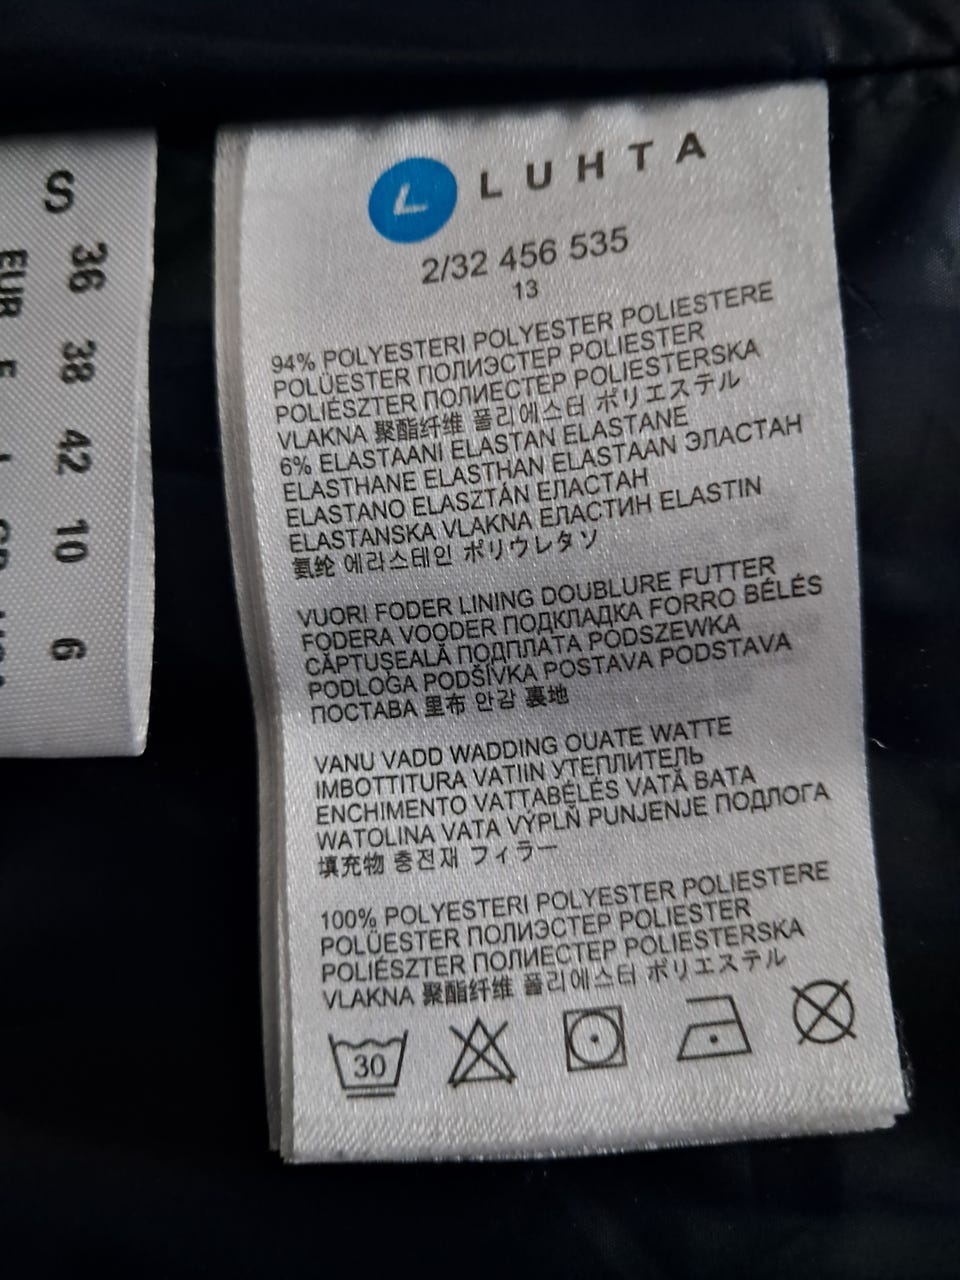 S
36 38 42 10 6
EUR
L LUHTA
2/32 456 535
13
94% POLYESTERI POLYESTER POLIESTERE
POLÜESTER ПОЛИЭСТЕР POLIESTER
POLIÉSZTER ПОЛИЕСТЕР POLIESTERSKA
VLAKNA 聚酯纤维 폴리에스터 ポリエステル
6% ELASTAANI ELASTAN ELASTANE
ELASTHANE ELASTHAN ELASTAAN ЭЛАСТАН
ELASTANO ELASZTÁN ЕЛАСТАН
ELASTANSKA VLAKNA ЕЛАСТИН ELASTIN
氨纶 에라스테인 ポリウレタソ
VUORI FODER LINING DOUBLURE FUTTER
FODERA VOODER ПОДКЛАДКА FORRO BÉLÉS
CĂPTUŞEALĂ ПОДПЛАТА PODSZEWKA
PODLOGA PODŠÍVKA POSTAVA PODSTAVA
ПОСТАВА 里布 안감 裏地
VANU VADD WADDING OUATE WATTE
IMBOTTITURA VATIIN УТЕПЛИТЕЛЬ
ENCHIMENTO VATTABÉLÉS VATĂ ВАТА
WATOLINA VATA VÝPLŇ PUNJENJE ПОДЛОГА
填充物 충전재 フィラー
100% POLYESTERI POLYESTER POLIESTERE
POLÜESTER ПОЛИЭСТЕР POLIESTER
POLIÉSZTER ПОЛИЕСТЕР POLIESTERSKA
VLAKNA 聚酯纤维 폴리에스터 ポリエステル
30